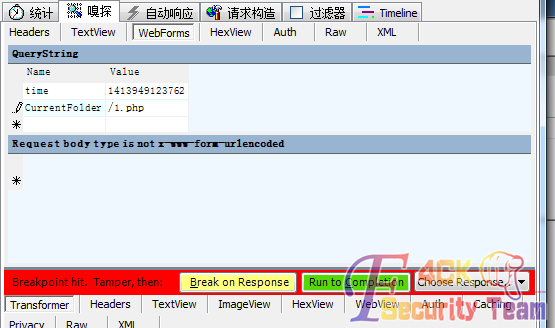 统计 嗅探 自动响应 请求构造 过滤器 Timeline
Headers TextView WebForms HexView Auth Raw XML
QueryString
Name Value
time 1413949123762
CurrentFolder /1.php
Request body type is not x-www-form-urlencoded
Breakpoint hit. Tamper, then: Break on Response Run to Completion Choose Response...
Transformer Headers TextView ImageView HexView WebView Auth Caching
Privacy Raw XML
F4CK
Security Team